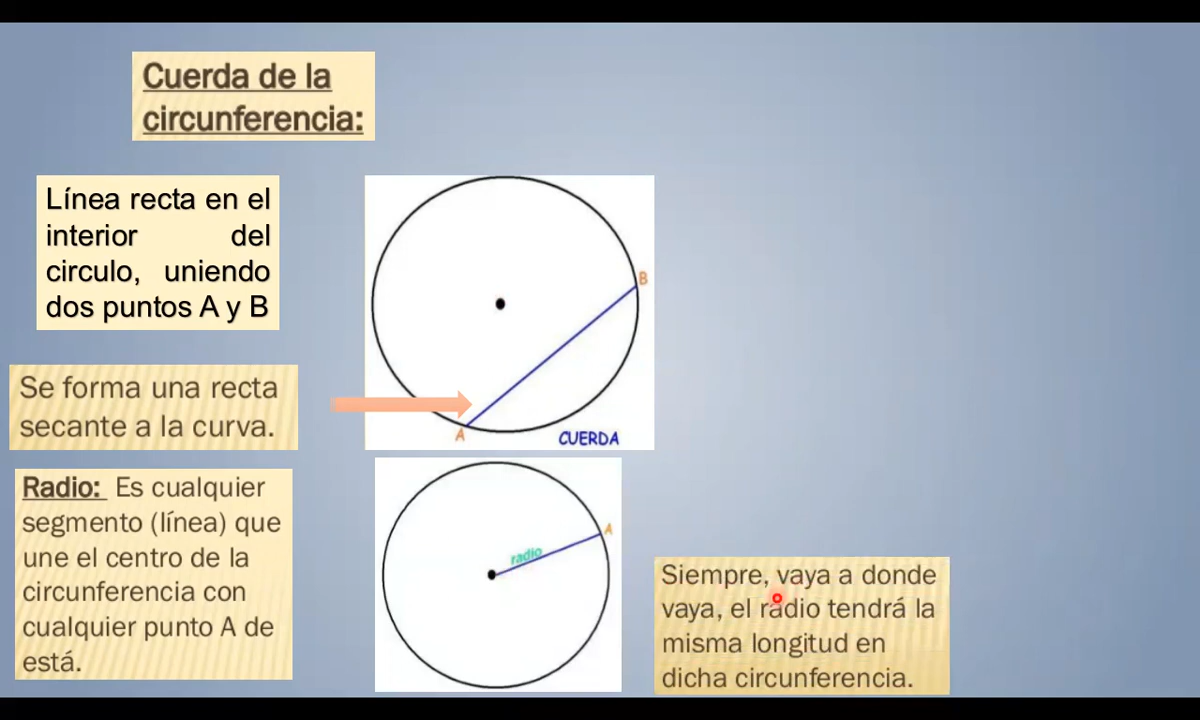 Cuerda de la
circunferencia:
Línea recta en el
interior del
circulo, uniendo
dos puntos A y B
B
A
CUERDA
Se forma una recta
secante a la curva.
Radio: Es cualquier
segmento (línea) que
une el centro de la
circunferencia con
cualquier punto A de
está.
A
radio
Siempre, vaya a donde
vaya, el radio tendrá la
misma longitud en
dicha circunferencia.